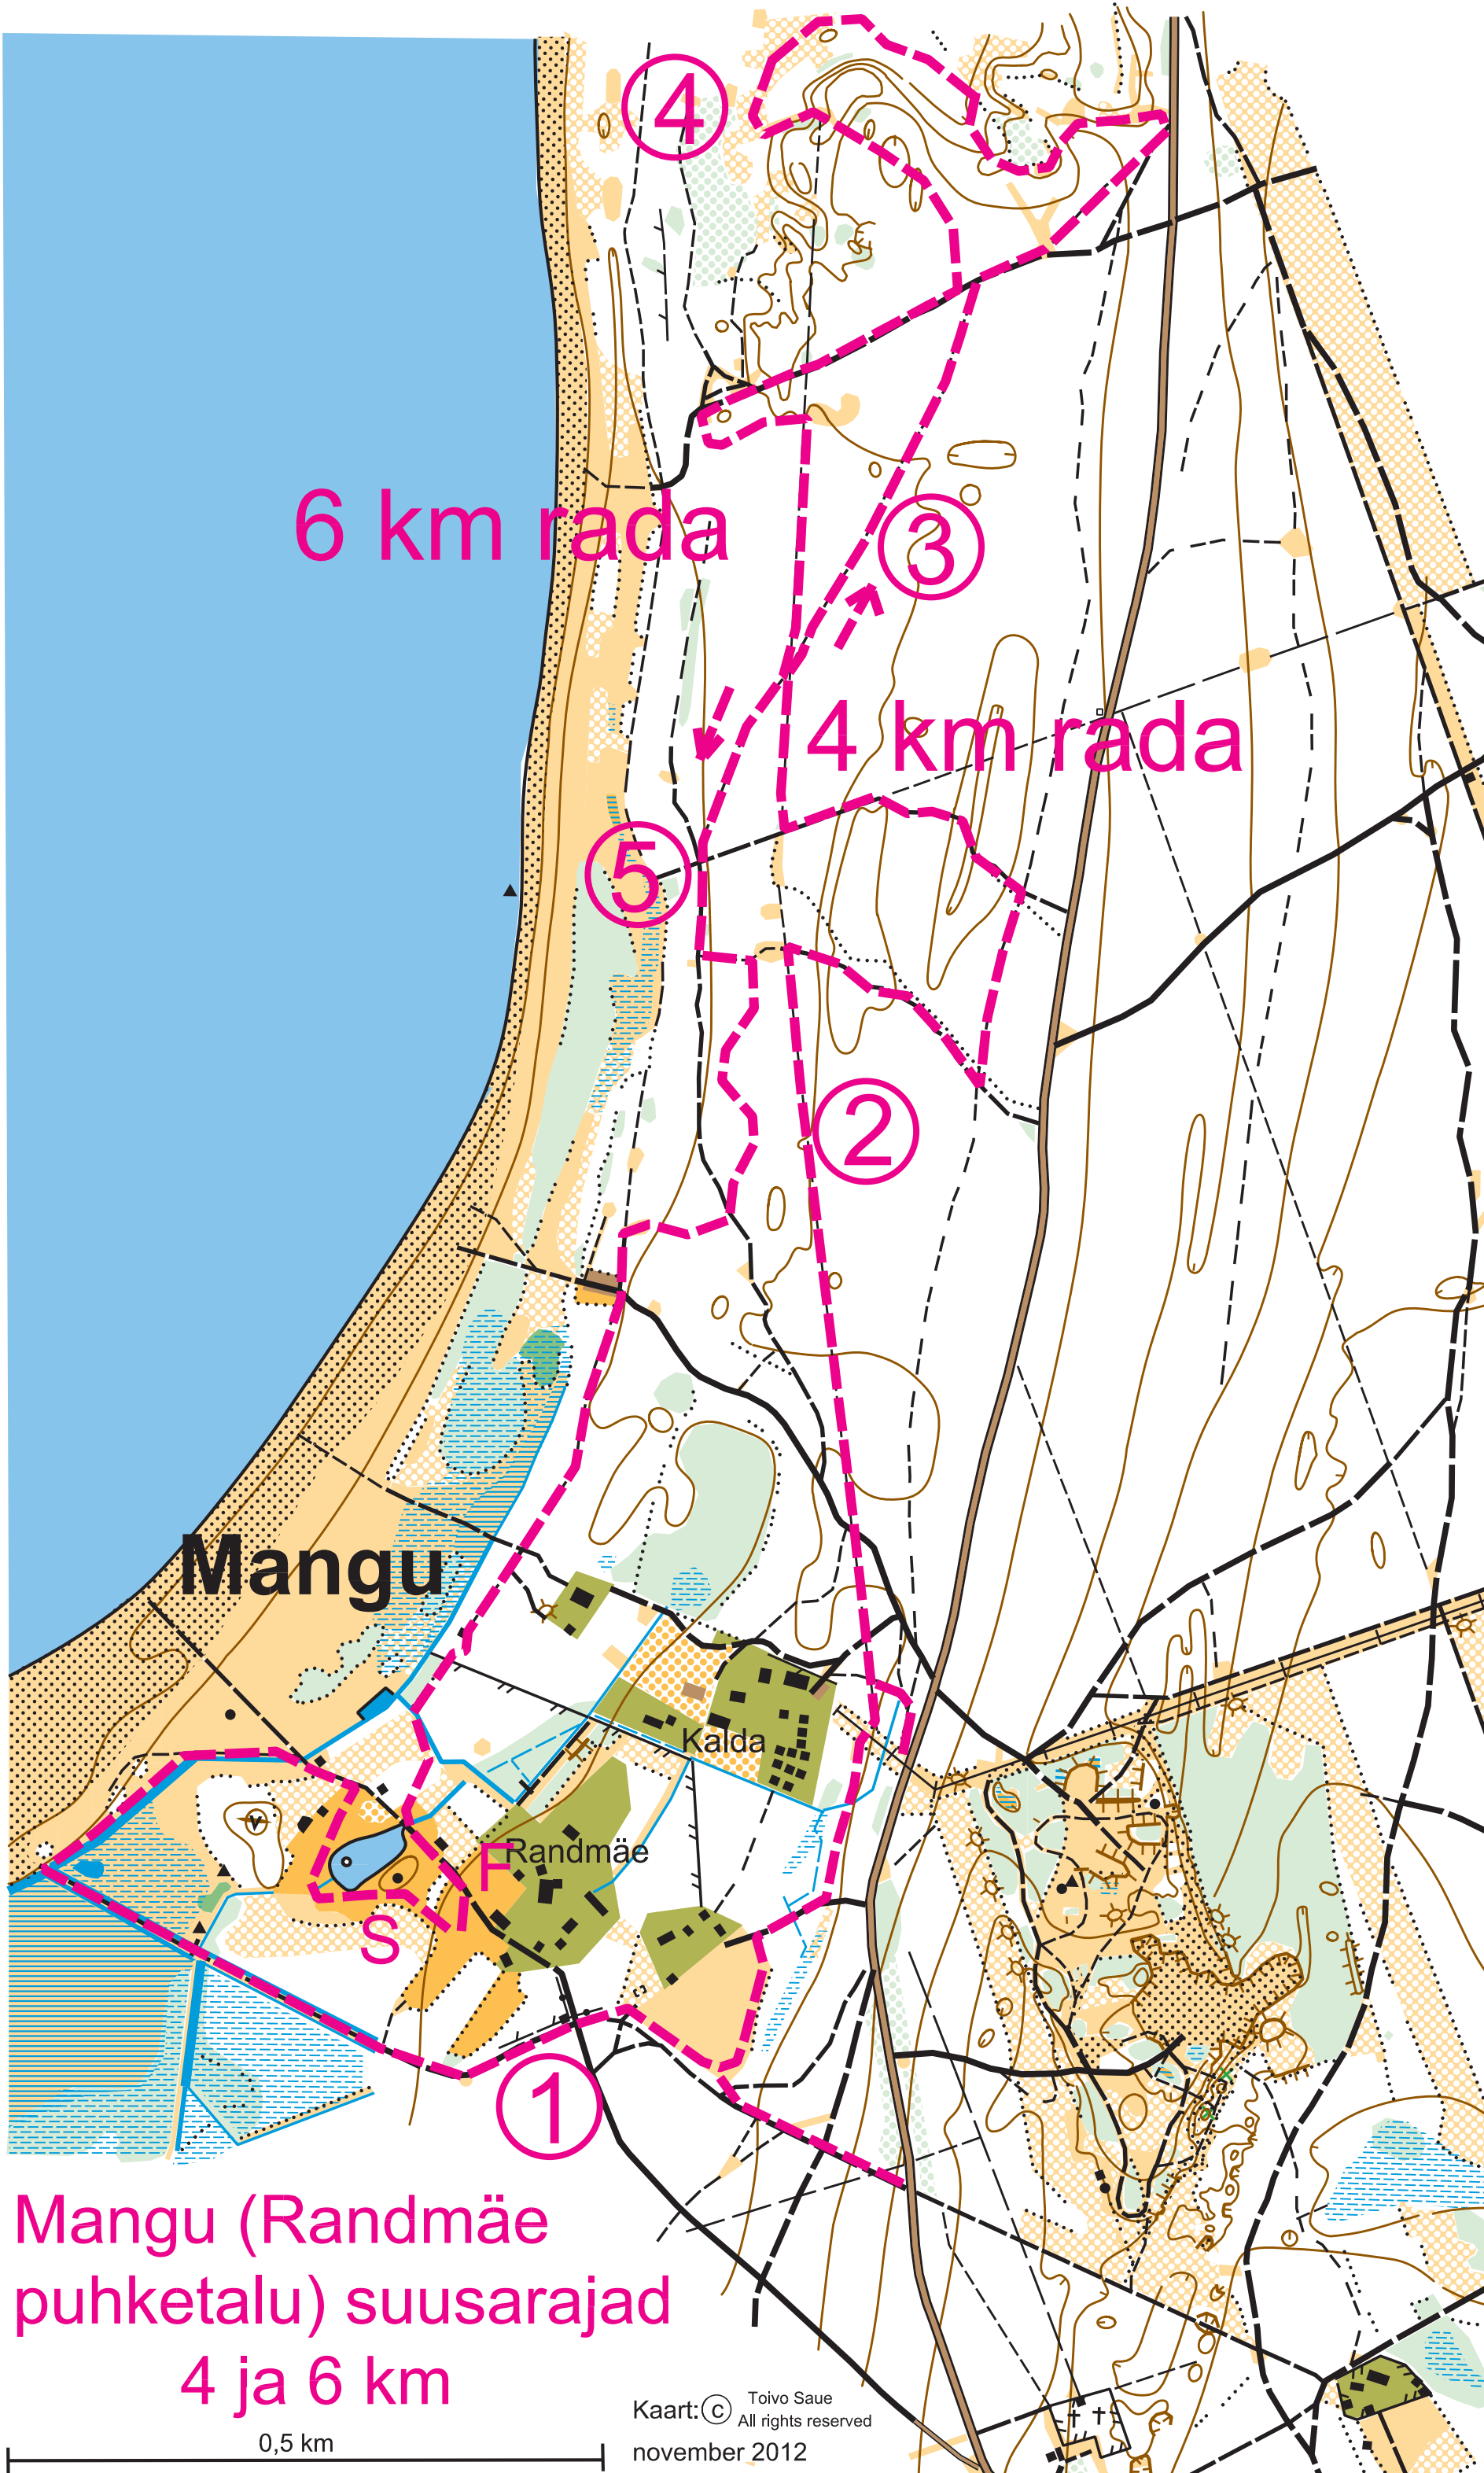 4
6 km rada
3
4 km rada
5
2
Mangu
Kalda
Randmäe
F
S
1
Mangu (Randmäe
puhketalu) suusarajad
4 ja 6 km
0,5 km
Kaart: c Toivo Saue
All rights reserved
november 2012